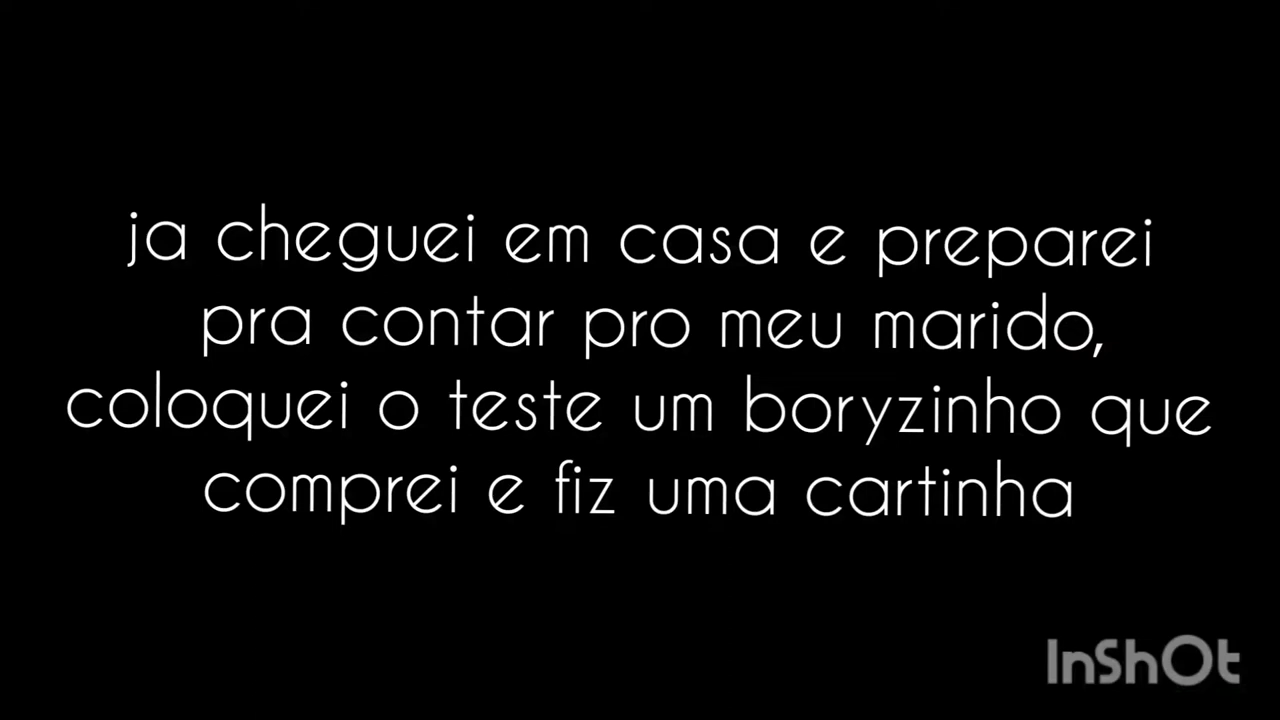 ja cheguei em casa e preparei
pra contar pro meu marido,
coloquei o teste um boryzinho que
comprei e fiz uma cartinha
InShOt